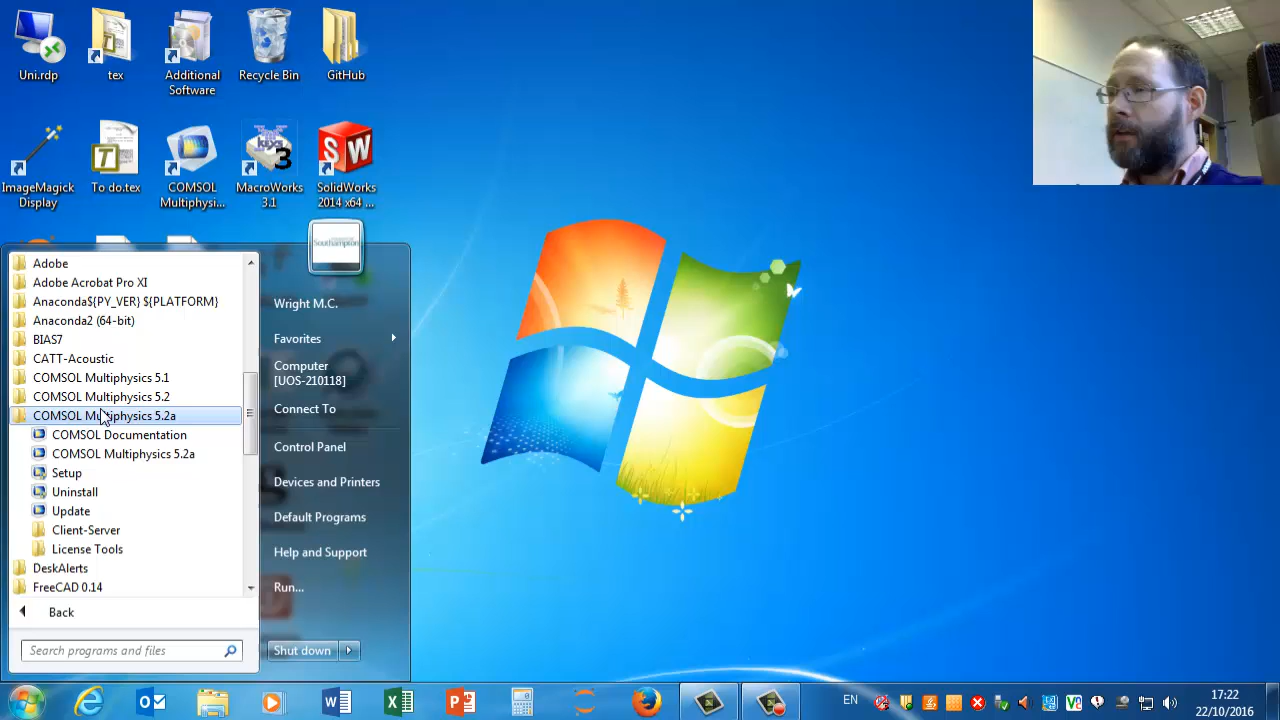 Uni.rdp
tex
Additional
Software
Recycle Bin
GitHub
ImageMagick
Display
To do.tex
COMSOL
Multiphysi...
MacroWorks
3.1
SolidWorks
2014 x64 ...
Adobe
Adobe Acrobat Pro XI
Anaconda${PY_VER} ${PLATFORM}
Anaconda2 (64-bit)
BIAS7
CATT-Acoustic
COMSOL Multiphysics 5.1
COMSOL Multiphysics 5.2
COMSOL Multiphysics 5.2a
COMSOL Documentation
COMSOL Multiphysics 5.2a
Setup
Uninstall
Update
Client-Server
License Tools
DeskAlerts
FreeCAD 0.14
Back
Search programs and files
Southampton
Wright M.C.
Favorites
Computer
[UOS-210118]
Connect To
Control Panel
Devices and Printers
Default Programs
Help and Support
Run...
Shut down
EN
17:22
22/10/2016